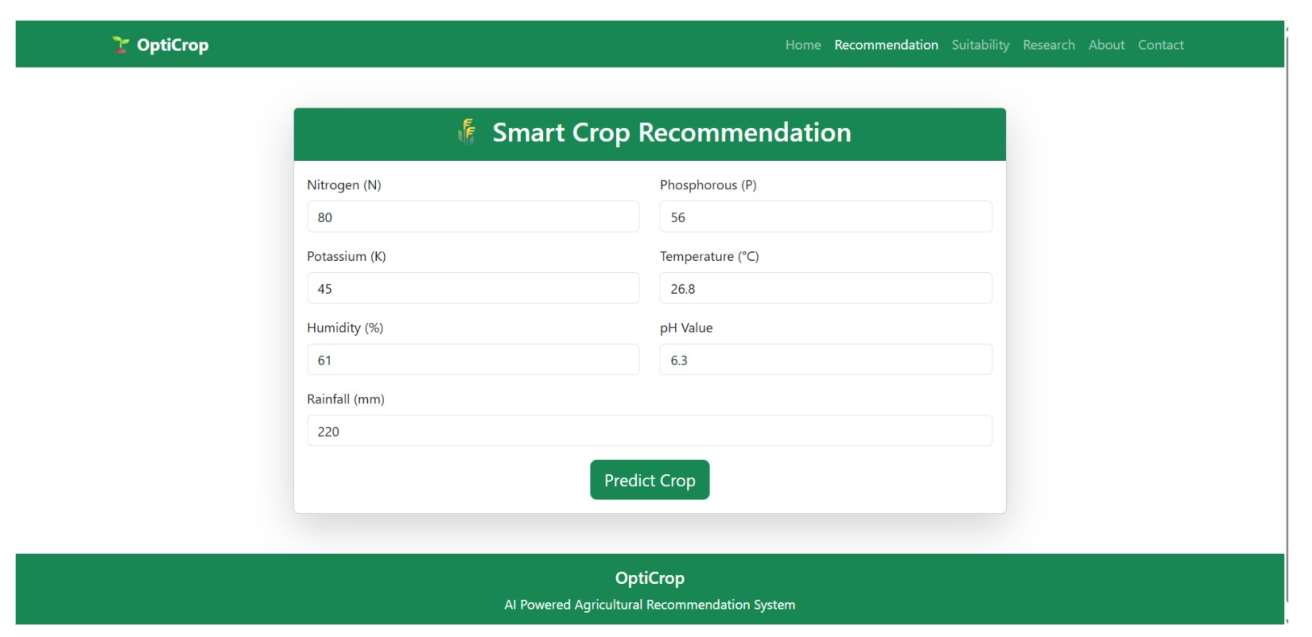 OptiCrop
Home Recommendation Suitability Research About Contact
Smart Crop Recommendation
Nitrogen (N)
Phosphorous (P)
80
56
Potassium (K)
Temperature (°C)
45
26.8
Humidity (%)
pH Value
61
6.3
Rainfall (mm)
220
Predict Crop
OptiCrop
AI Powered Agricultural Recommendation System